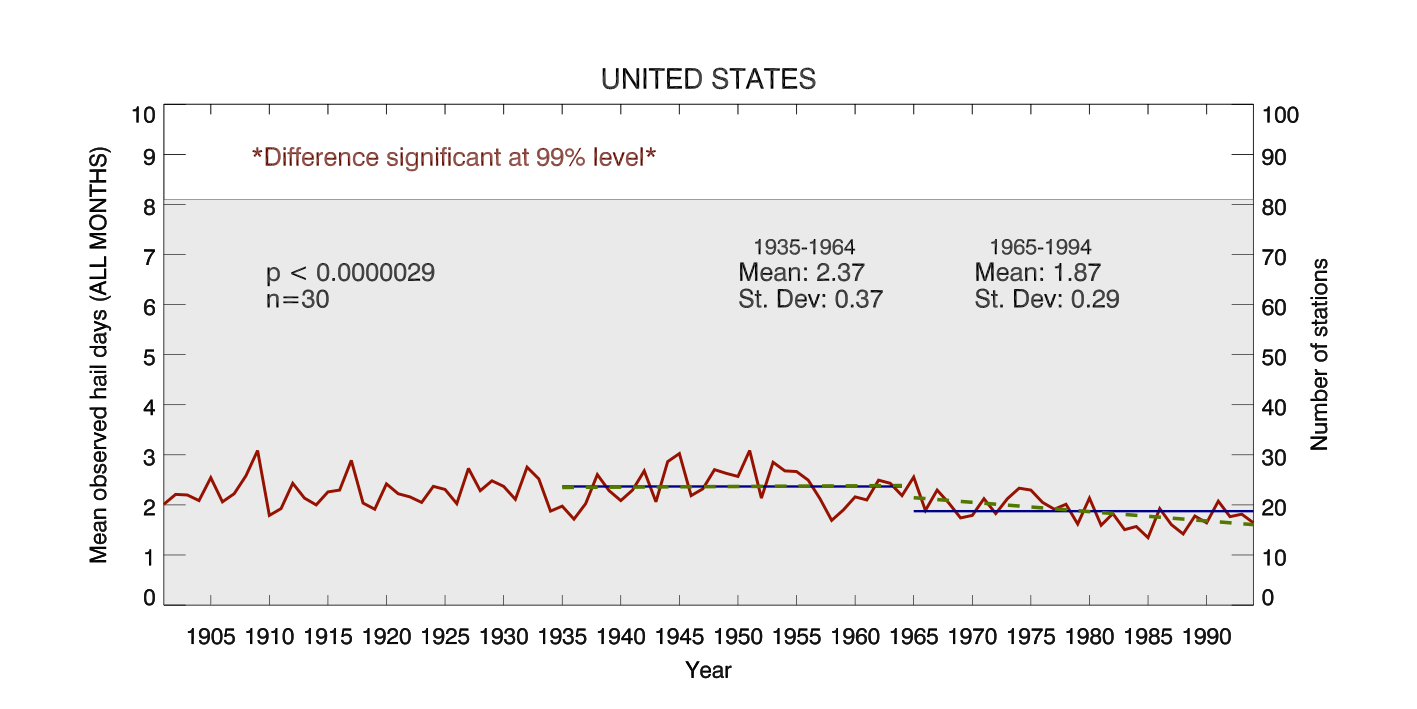 UNITED STATES
*Difference significant at 99% level*
p < 0.0000029
n=30
1935-1964
Mean: 2.37
St. Dev: 0.37
1965-1994
Mean: 1.87
St. Dev: 0.29
Mean observed hail days (ALL MONTHS)
10
9
8
7
6
5
4
3
2
1
0
100
90
80
70
60
50
40
30
20
10
0
Number of stations
1905 1910 1915 1920 1925 1930 1935 1940 1945 1950 1955 1960 1965 1970 1975 1980 1985 1990
Year